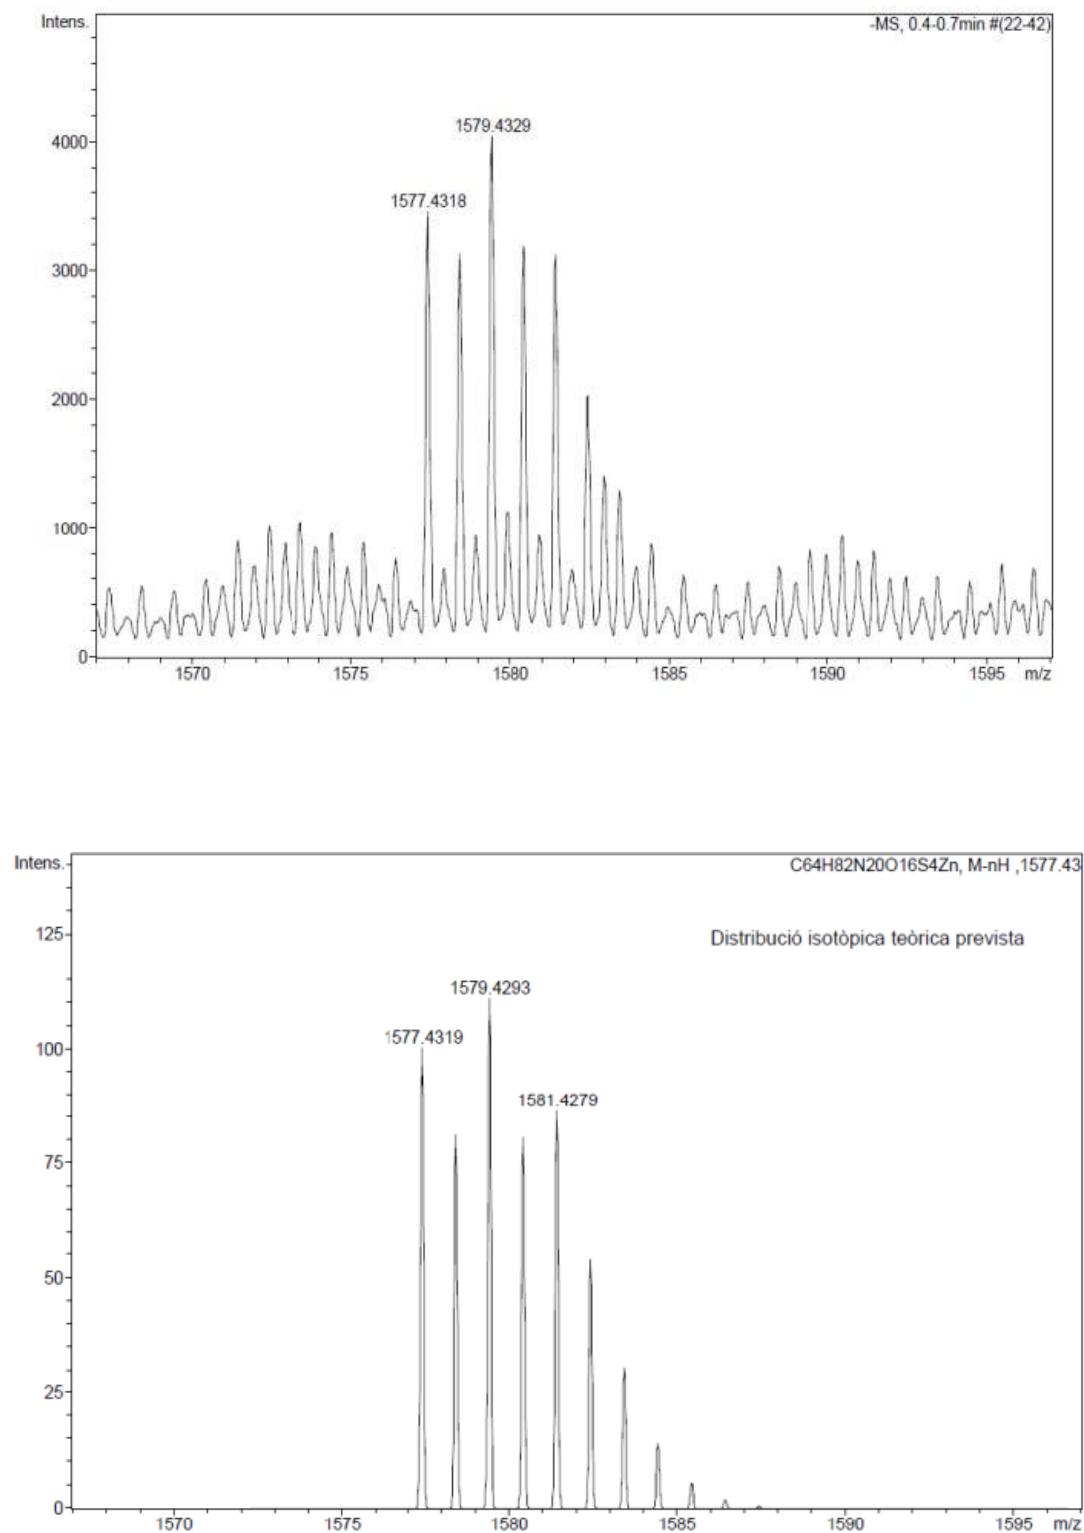 Intens.
-MS, 0.4-0.7min #(22-42)
1579.4329
4000
1577.4318
3000
2000
1000
0
1570 1575 1580 1585 1590 1595 m/z
Intens.
C64H82N20O16S4Zn, M-nH ,1577.43
125
Distribució isotòpica teòrica prevista
1579.4293
1577.4319
100
1581.4279
75
50
25
0
1570 1575 1580 1585 1590 1595 m/z